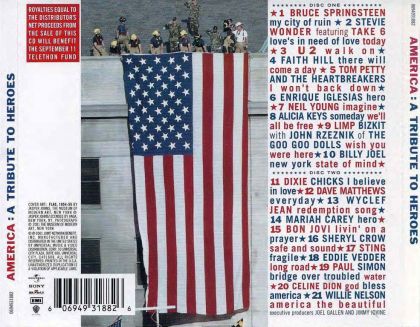 ROYALTIES EQUAL TO
THE DISTRIBUTOR'S
NET PROCEEDS FROM
THE SALE OF THIS
CD WILL BENEFIT
THE SEPTEMBER 11
TELETHON FUND
AMERICA: A TRIBUTE TO HEROES
DISC ONE
★1 BRUCE SPRINGSTEEN
my city of ruin ★2 STEVIE
WONDER featuring TAKE 6
love's in need of love today
★3 U2 walk on
★4 FAITH HILL there will
come a day ★5 TOM PETTY
AND THE HEARTBREAKERS
I won't back down
★6 ENRIQUE IGLESIAS hero
★7 NEIL YOUNG imagine
★8 ALICIA KEYS someday we'll
all be free ★9 LIMP BIZKIT
with JOHN RZEZNIK of THE
GOO GOO DOLLS wish you
were here ★10 BILLY JOEL
new york state of mind ★
DISC TWO
11 DIXIE CHICKS I believe
in love ★12 DAVE MATTHEWS
everyday ★13 WYCLEF
JEAN redemption song ★
14 MARIAH CAREY hero★
15 BON JOVI livin' on a
prayer★16 SHERYL CROW
safe and sound★17 STING
fragile★18 EDDIE VEDDER
long road★19 PAUL SIMON
bridge over troubled water
★20 CELINE DION god bless
america ★21 WILLIE NELSON
america the beautiful
executive producers JOEL GALLEN and JIMMY IOVINE
SONY
EMI
6 06949 31882 6
AMERICA: A TRIBUTE TO HEROES